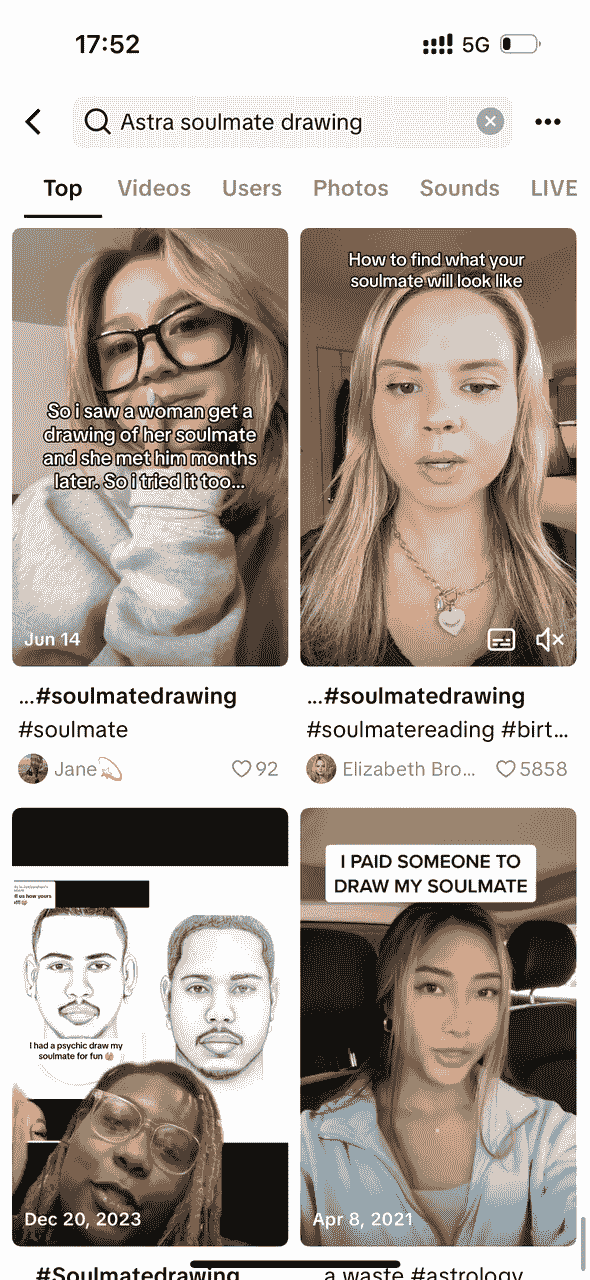 17:52
5G
Astra soulmate drawing
Top Videos Users Photos Sounds LIVE
So i saw a woman get a
drawing of her soulmate
and she met him months
later. So i tried it too...
Jun 14
...#soulmatedrawing
#soulmate
Jane
92
How to find what your
soulmate will look like
...#soulmatedrawing
#soulmatereading #birt...
Elizabeth Bro...
5858
I had a psychic draw my
soulmate for fun
Dec 20, 2023
#Soulmatedrawing
I PAID SOMEONE TO
DRAW MY SOULMATE
Apr 8, 2021
a waste #astrology